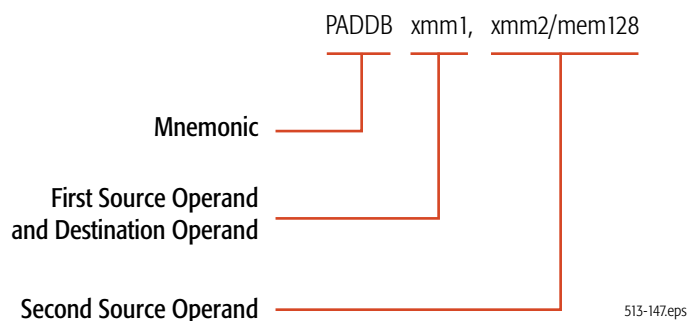 PADDB xmm1, xmm2/mem128
Mnemonic
First Source Operand
and Destination Operand
Second Source Operand
513-147.eps